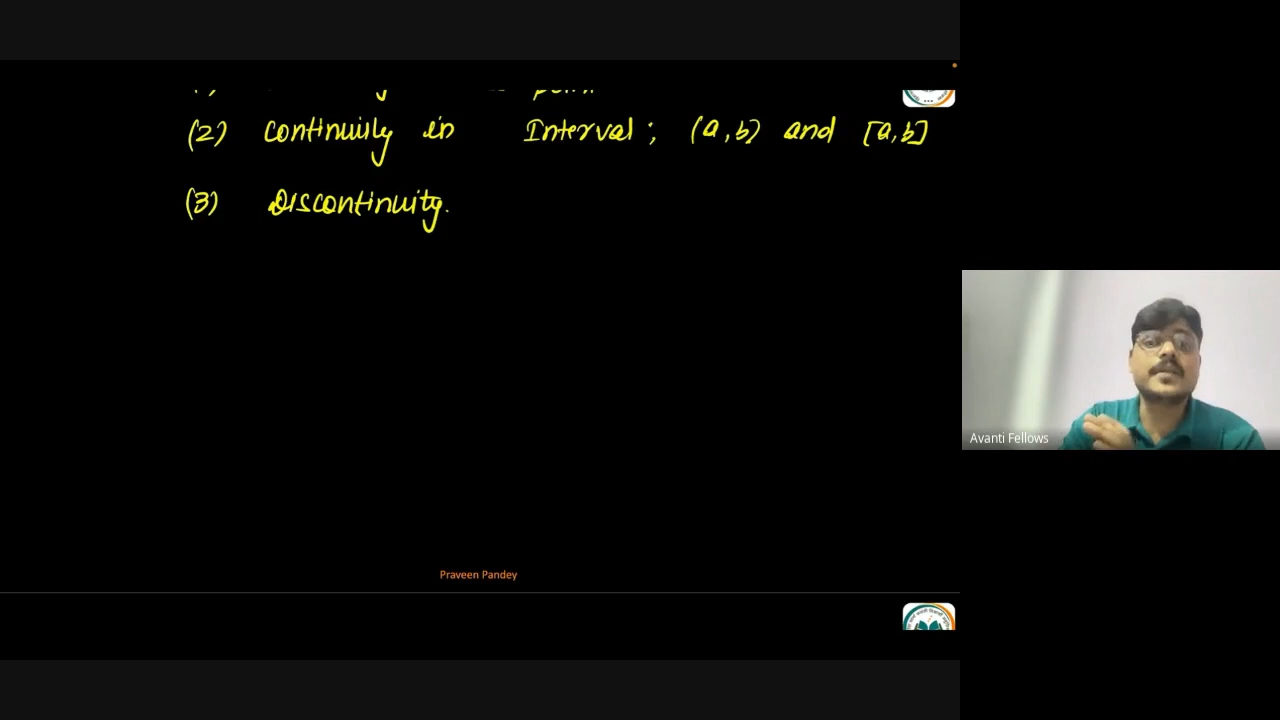 (2) continuity in Interval; (a,b) and [a,b]
(3) Discontinuity.
Avanti Fellows
Praveen Pandey